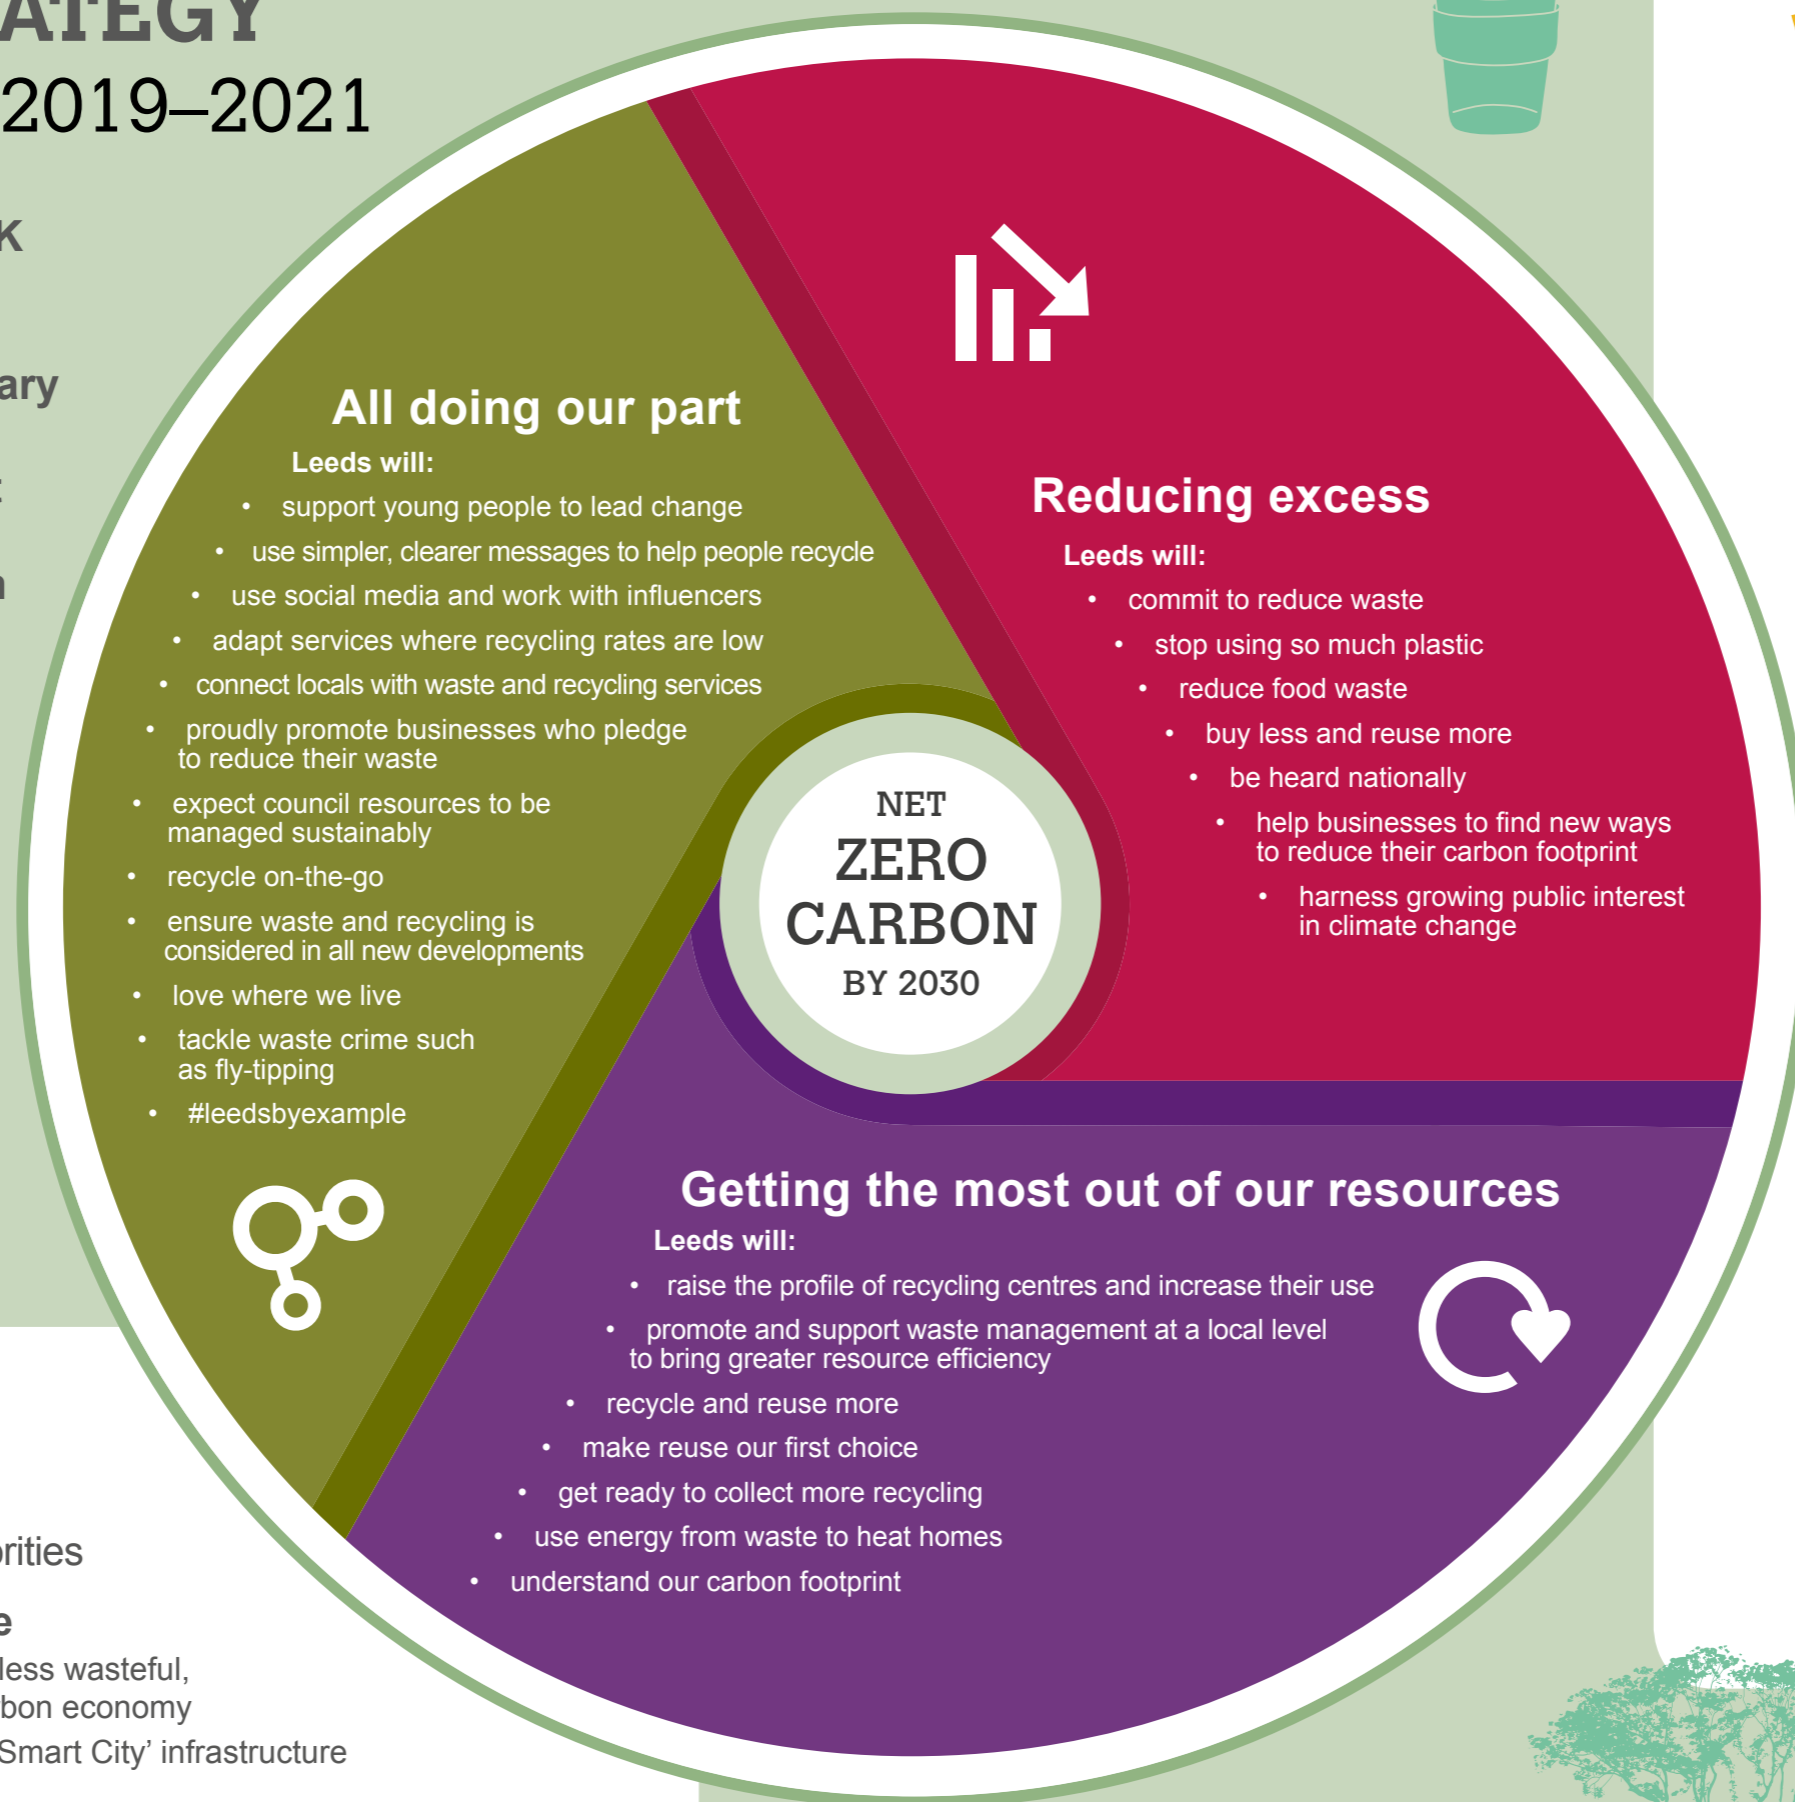 2019–2021
All doing our part
Leeds will:
• support young people to lead change
• use simpler, clearer messages to help people recycle
• use social media and work with influencers
• adapt services where recycling rates are low
• connect locals with waste and recycling services
• proudly promote businesses who pledge
to reduce their waste
• expect council resources to be
managed sustainably
• recycle on-the-go
• ensure waste and recycling is
considered in all new developments
• love where we live
• tackle waste crime such
as fly-tipping
• #leedsbyexample
Reducing excess
Leeds will:
• commit to reduce waste
• stop using so much plastic
• reduce food waste
• buy less and reuse more
• be heard nationally
• help businesses to find new ways
to reduce their carbon footprint
• harness growing public interest
in climate change
NET
ZERO
CARBON
BY 2030
Getting the most out of our resources
Leeds will:
• raise the profile of recycling centres and increase their use
• promote and support waste management at a local level
to bring greater resource efficiency
• recycle and reuse more
• make reuse our first choice
• get ready to collect more recycling
• use energy from waste to heat homes
• understand our carbon footprint
less wasteful,
economy
Smart City’ infrastructure